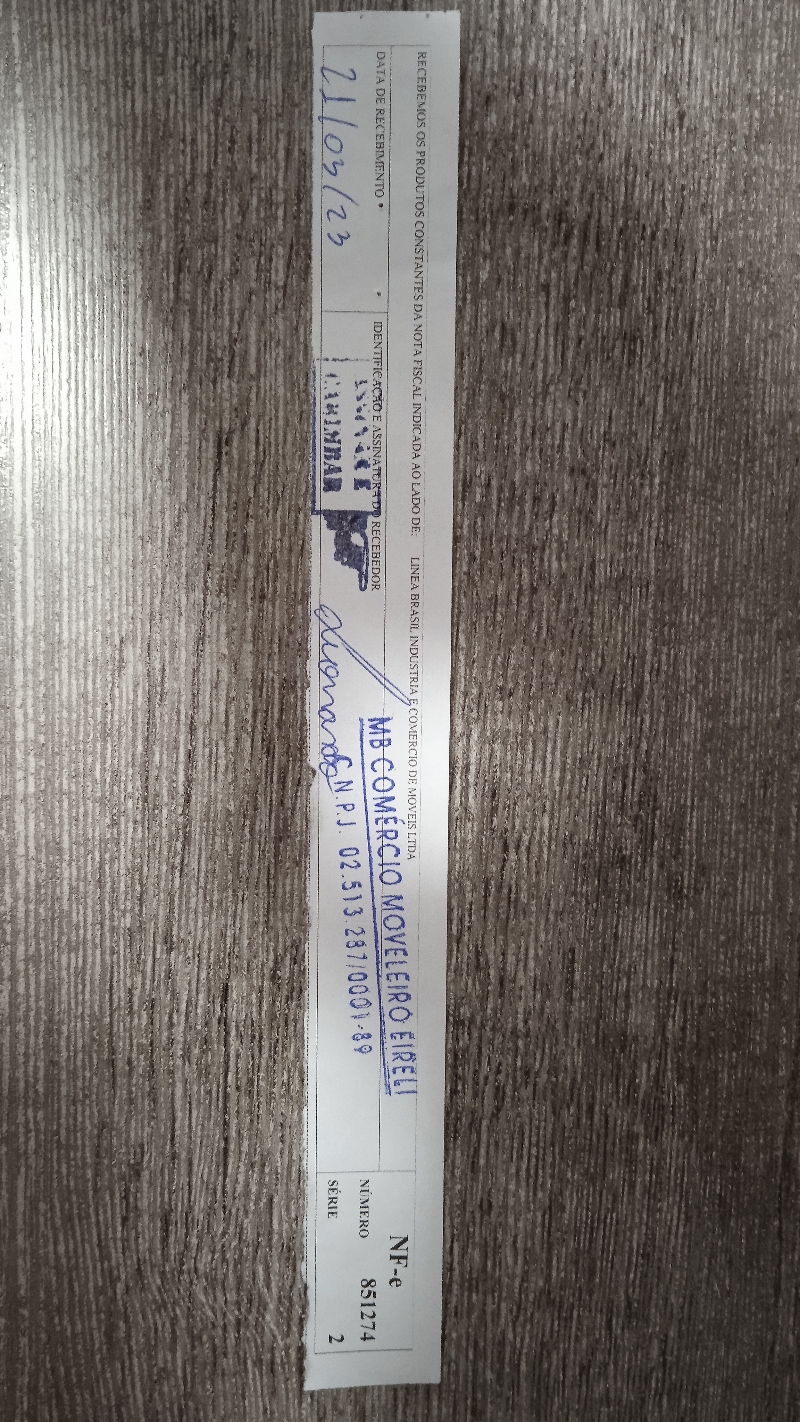 RECEBEMOS OS PRODUTOS CONSTANTES DA NOTA FISCAL INDICADA AO LADO DE: LINEA BRASIL INDUSTRIA E COMERCIO DE MOVEIS LTDA
DATA DE RECEBIMENTO
21/03/23
IDENTIFICAÇÃO E ASSINATURA DO RECEBEDOR
CARIMBAR
Leonardo
MB COMÉRCIO MOVELEIRO EIRELI
C.N.P.J. 02.513.287/0001-89
NF-e
NÚMERO 851274
SÉRIE 2